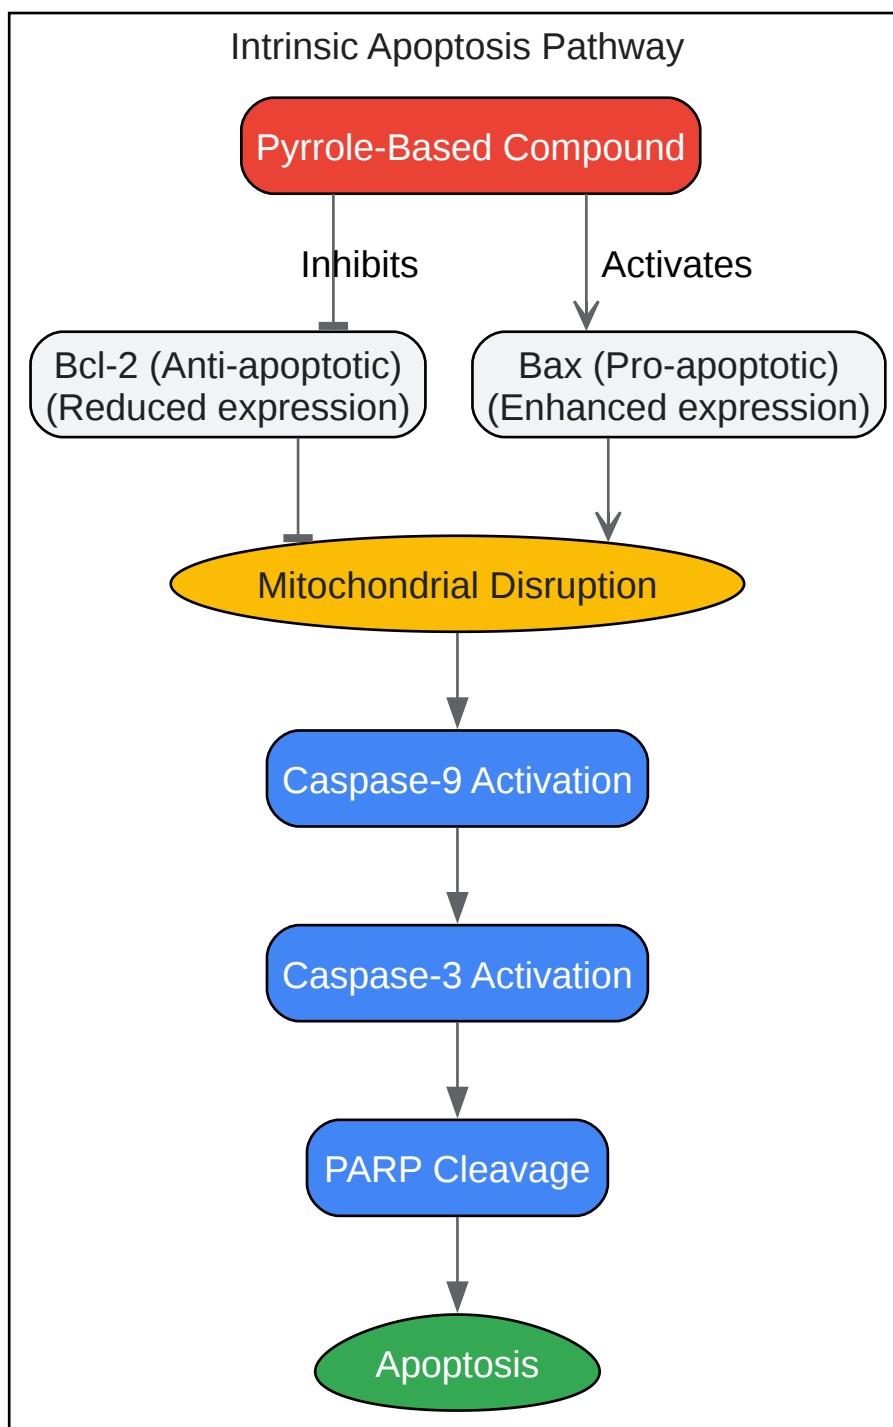 Intrinsic Apoptosis Pathway
Pyrrole-Based Compound
Inhibits
Activates
Bcl-2 (Anti-apoptotic)
(Reduced expression)
Bax (Pro-apoptotic)
(Enhanced expression)
Mitochondrial Disruption
Caspase-9 Activation
Caspase-3 Activation
PARP Cleavage
Apoptosis